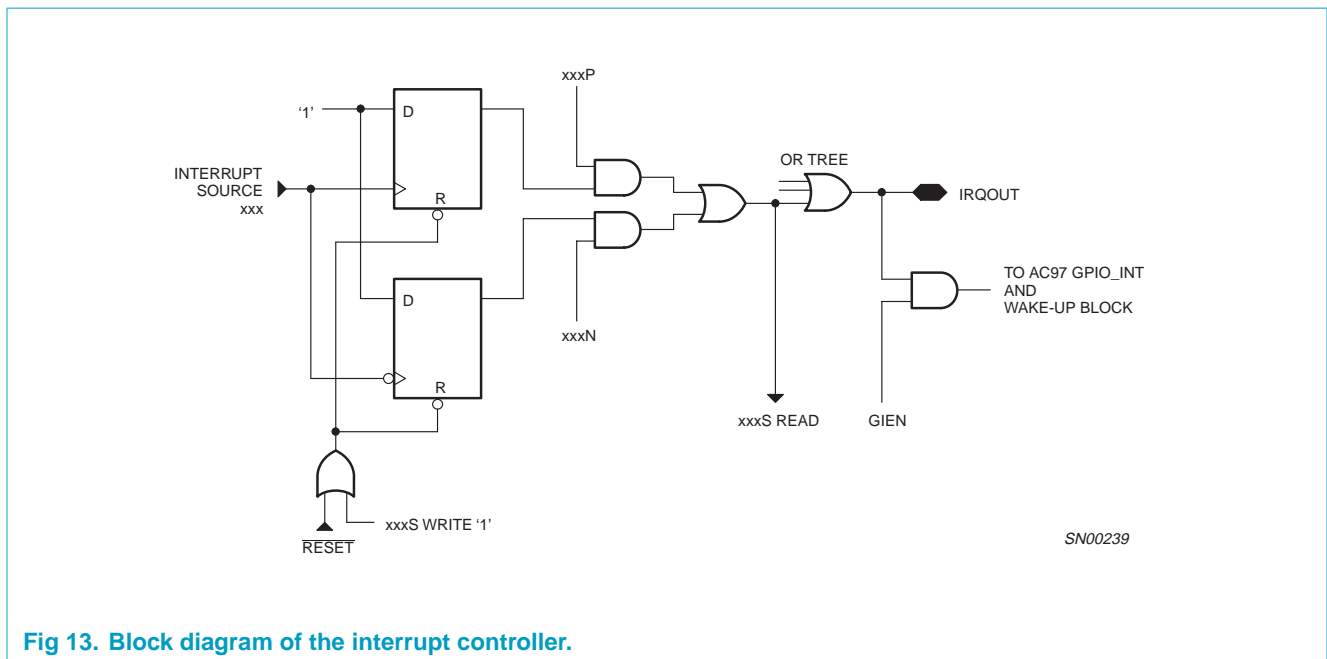 xxxP
‘1’
D
OR TREE
INTERRUPT
SOURCE
xxx
R
IRQOUT
TO AC97 GPIO_INT
AND
WAKE-UP BLOCK
D
xxxN
R
xxxS READ
GIEN
xxxS WRITE ‘1’
RESET
SN00239
Fig 13. Block diagram of the interrupt controller.